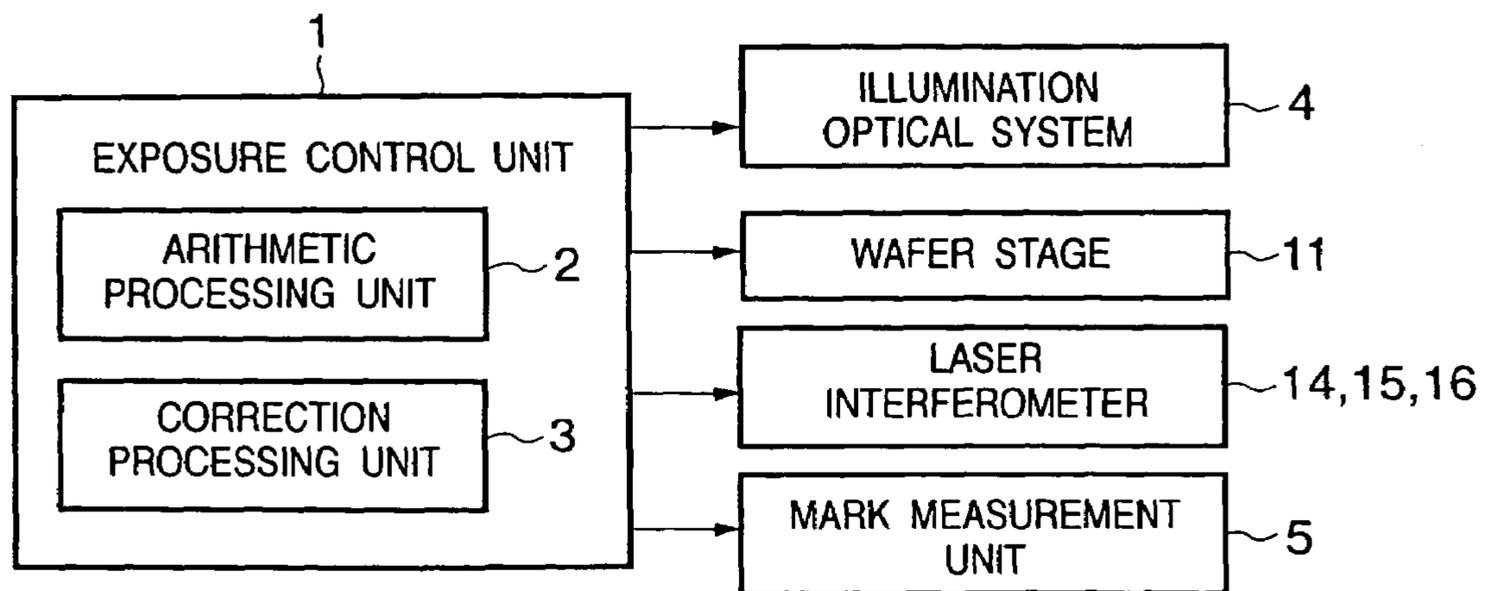 1
EXPOSURE CONTROL UNIT
ARITHMETIC
PROCESSING UNIT
2
CORRECTION
PROCESSING UNIT
3
ILLUMINATION
OPTICAL SYSTEM
4
WAFER STAGE
11
LASER
INTERFEROMETER
14,15,16
MARK MEASUREMENT
UNIT
5